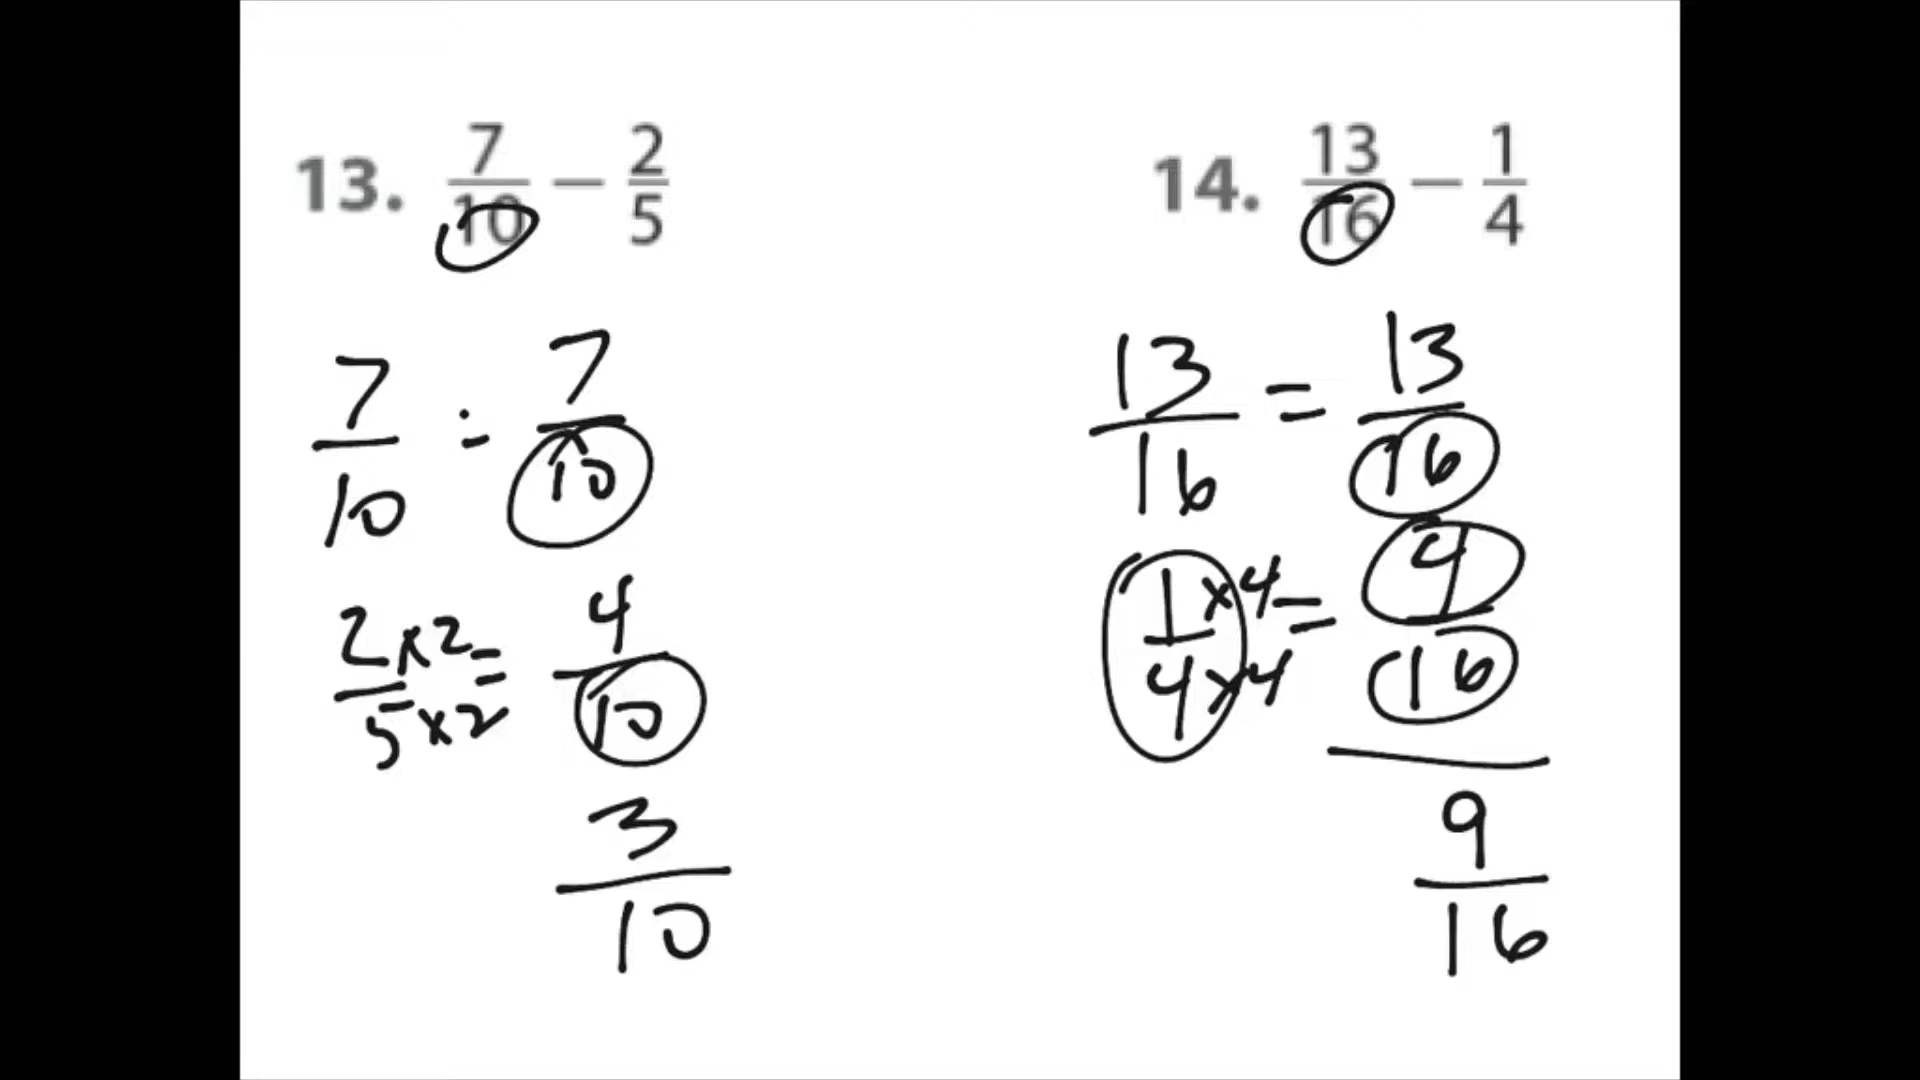 13. 7/10 − 2/5
7/10 = 7/10
2/5 ×2 ×2 = 4/10
3/10
14. 13/16 − 1/4
13/16 = 13/16
1/4 ×4 ×4 = 4/16
9/16